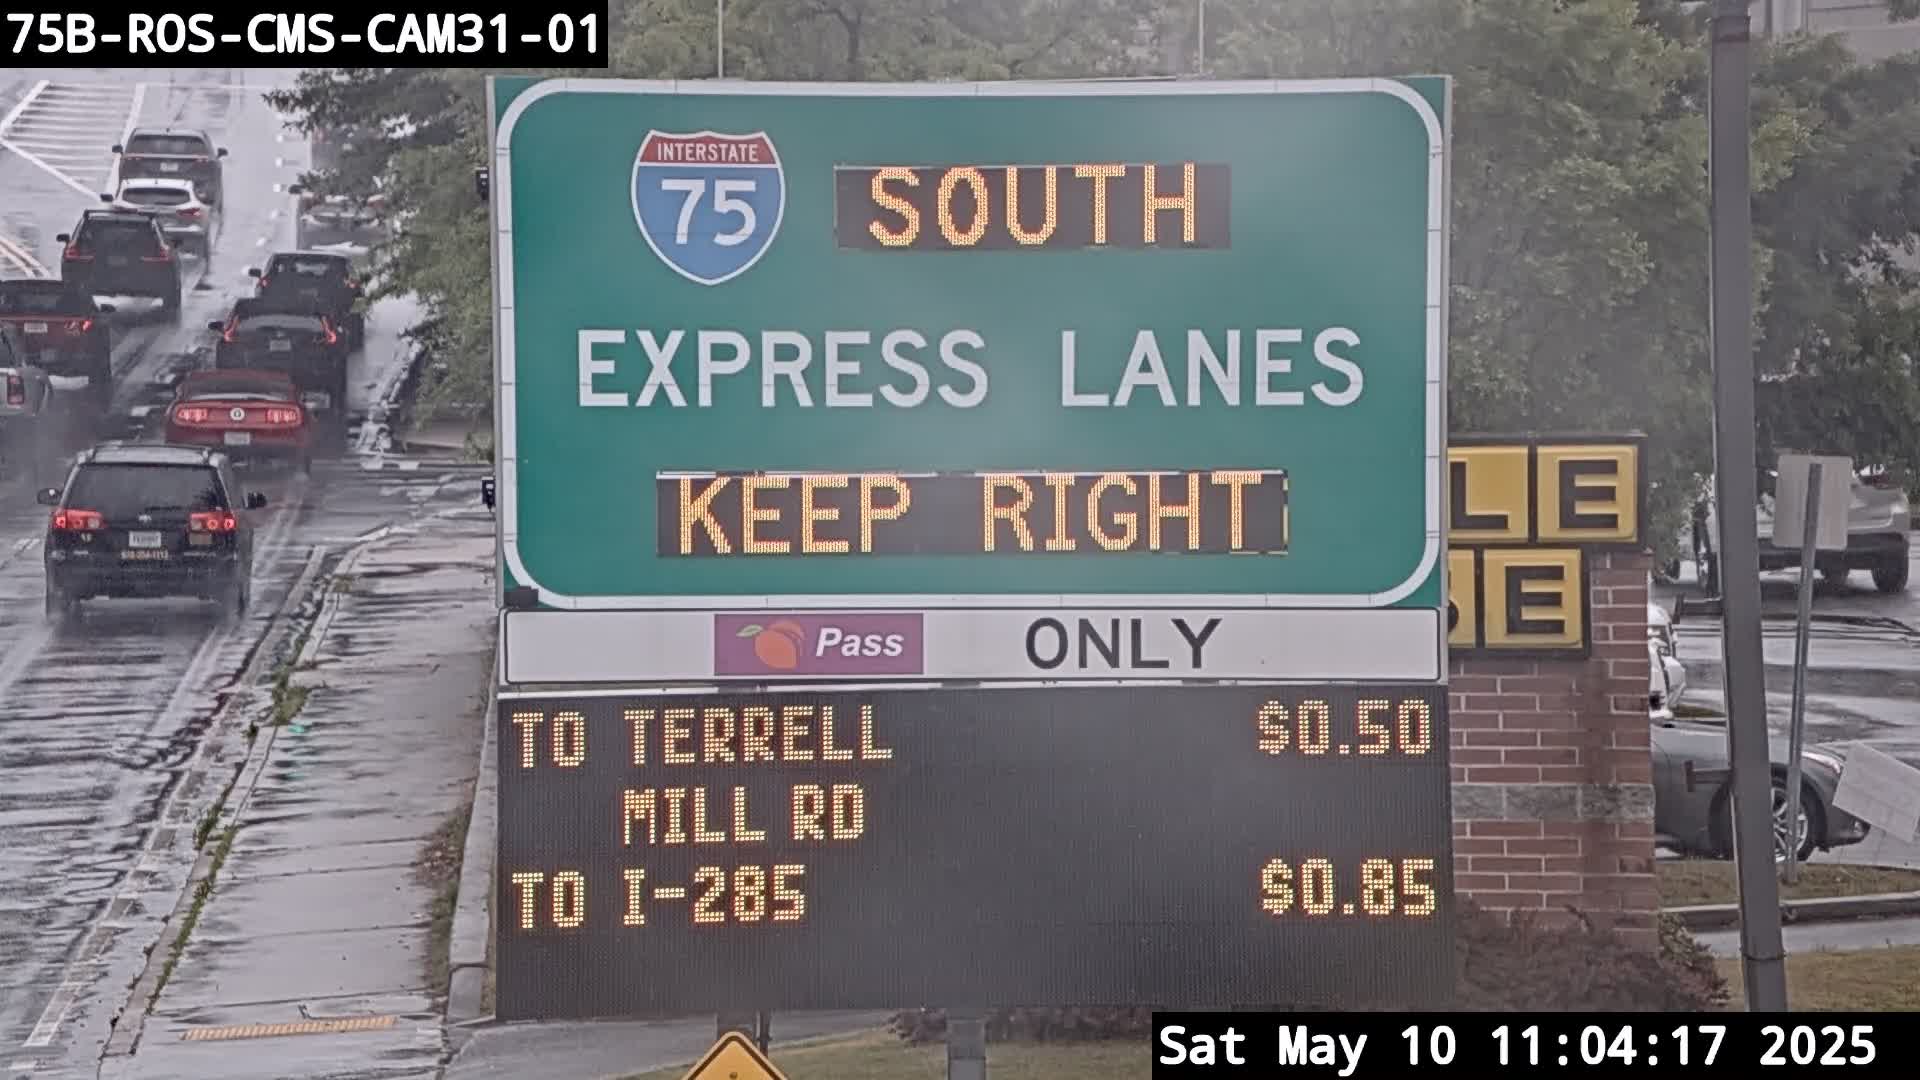 75B-ROS-CMS-CAM31-01
INTERSTATE
75
SOUTH
EXPRESS LANES
KEEP RIGHT
Pass ONLY
TO TERRELL $0.50
MILL RD
TO I-285 $0.85
LE
E
Sat May 10 11:04:17 2025